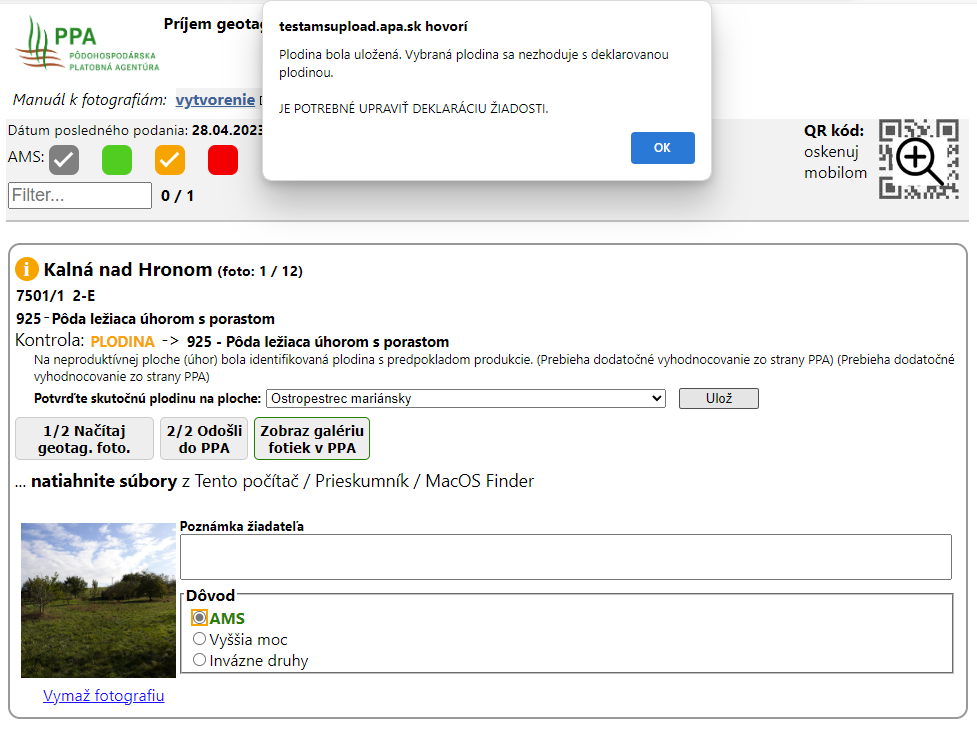 testamsupload.apa.sk hovorí
Plodina bola uložená. Vybraná plodina sa nezhoduje s deklarovanou
plodinou.
JE POTREBNÉ UPRAVIŤ DEKLARÁCIU ŽIADOSTI.
OK
PPA
PÔDOHOSPODÁRSKA
PLATOBNÁ AGENTÚRA
Príjem geotag
Manuál k fotografiám: vytvorenie
Dátum posledného podania: 28.04.2023
AMS:
Filter... 0 / 1
QR kód:
oskenuj
mobilom
Kalná nad Hronom (foto: 1 / 12)
7501/1 2-E
925 - Pôda ležiaca úhorom s porastom
Kontrola: PLODINA -> 925 - Pôda ležiaca úhorom s porastom
Na neproduktívnej ploche (úhor) bola identifikovaná plodina s predpokladom produkcie. (Prebieha dodatočné vyhodnocovanie zo strany PPA) (Prebieha dodatočné
vyhodnocovanie zo strany PPA)
Potvrďte skutočnú plodinu na ploche: Ostropestrec mariánsky Ulož
1/2 Načítaj
geotag. foto.
2/2 Odošli
do PPA
Zobraz galériu
fotiek v PPA
... natiahnite súbory z Tento počítač / Prieskumník / MacOS Finder
Poznámka žiadateľa
Dôvod
AMS
Vyššia moc
Invázne druhy
Vymaž fotografiu